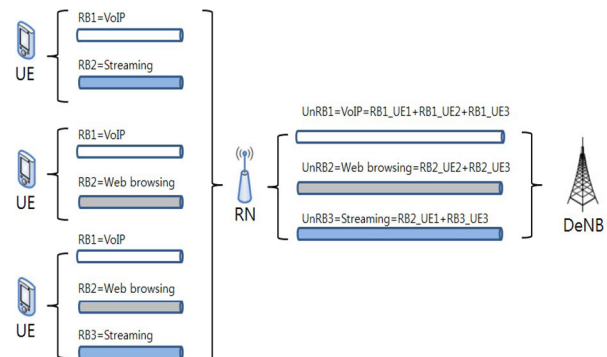 RB1=VoIP
RB2=Streaming
UE
RB1=VoIP
RB2=Web browsing
UE
RB1=VoIP
RB2=Web browsing
RB3=Streaming
UE
RN
UnRB1=VoIP=RB1_UE1+RB1_UE2+RB1_UE3
UnRB2=Web browsing=RB2_UE2+RB2_UE3
UnRB3=Streaming=RB2_UE1+RB3_UE3
DeNB